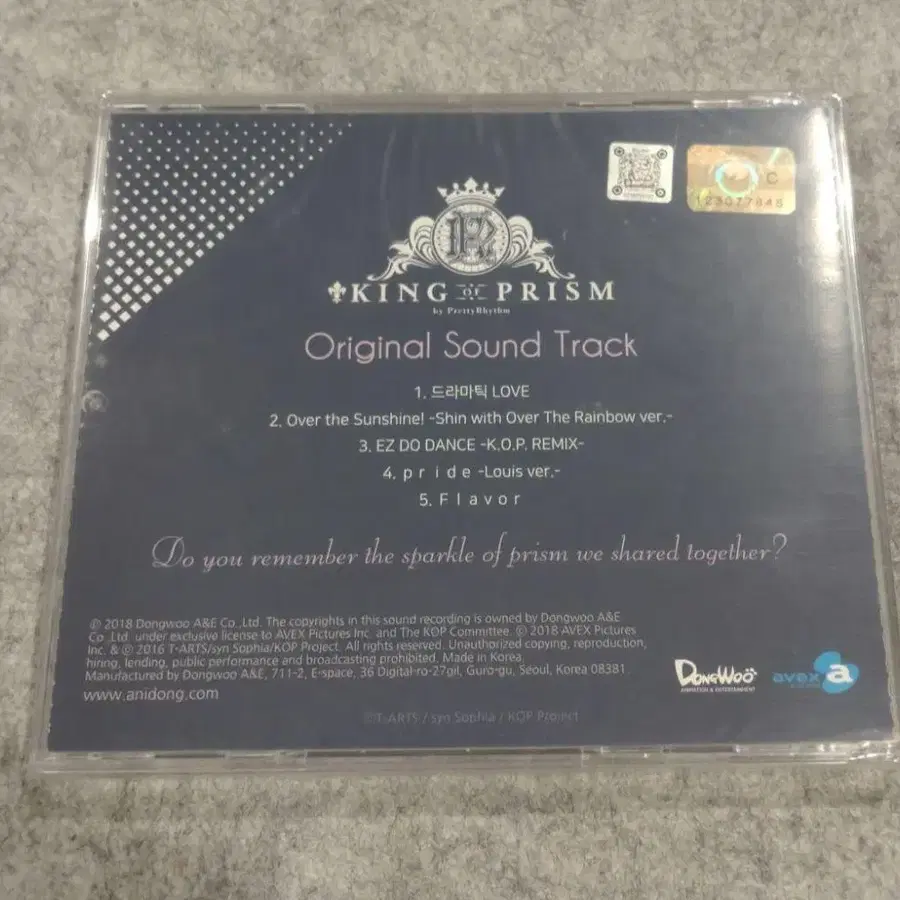 C
123077845
KING OF PRISM
by PrettyRhythm
Original Sound Track
1. 드라마틱 LOVE
2. Over the Sunshine! -Shin with Over The Rainbow ver.-
3. EZ DO DANCE -K.O.P. REMIX-
4. p r i d e -Louis ver.-
5. F l a v o r
Do you remember the sparkle of prism we shared together?
℗ 2018 Dongwoo A&E Co.,Ltd. The copyrights in this sound recording is owned by Dongwoo A&E
Co.,Ltd. under exclusive license to AVEX Pictures Inc. and The KOP Committee. ⓒ 2018 AVEX Pictures
Inc. & ⓒ 2016 T-ARTS/syn Sophia/KOP Project. All rights reserved. Unauthorized copying, reproduction,
hiring, lending, public performance and broadcasting prohibited. Made in Korea.
Manufactured by Dongwoo A&E, 711-2, E-space, 36 Digital-ro-27gil, Guro-gu, Seoul, Korea 08381
www.anidong.com
DONGWOO
ANIMATION & ENTERTAINMENT
avex
ⓒT-ARTS / syn Sophia / KOP Project